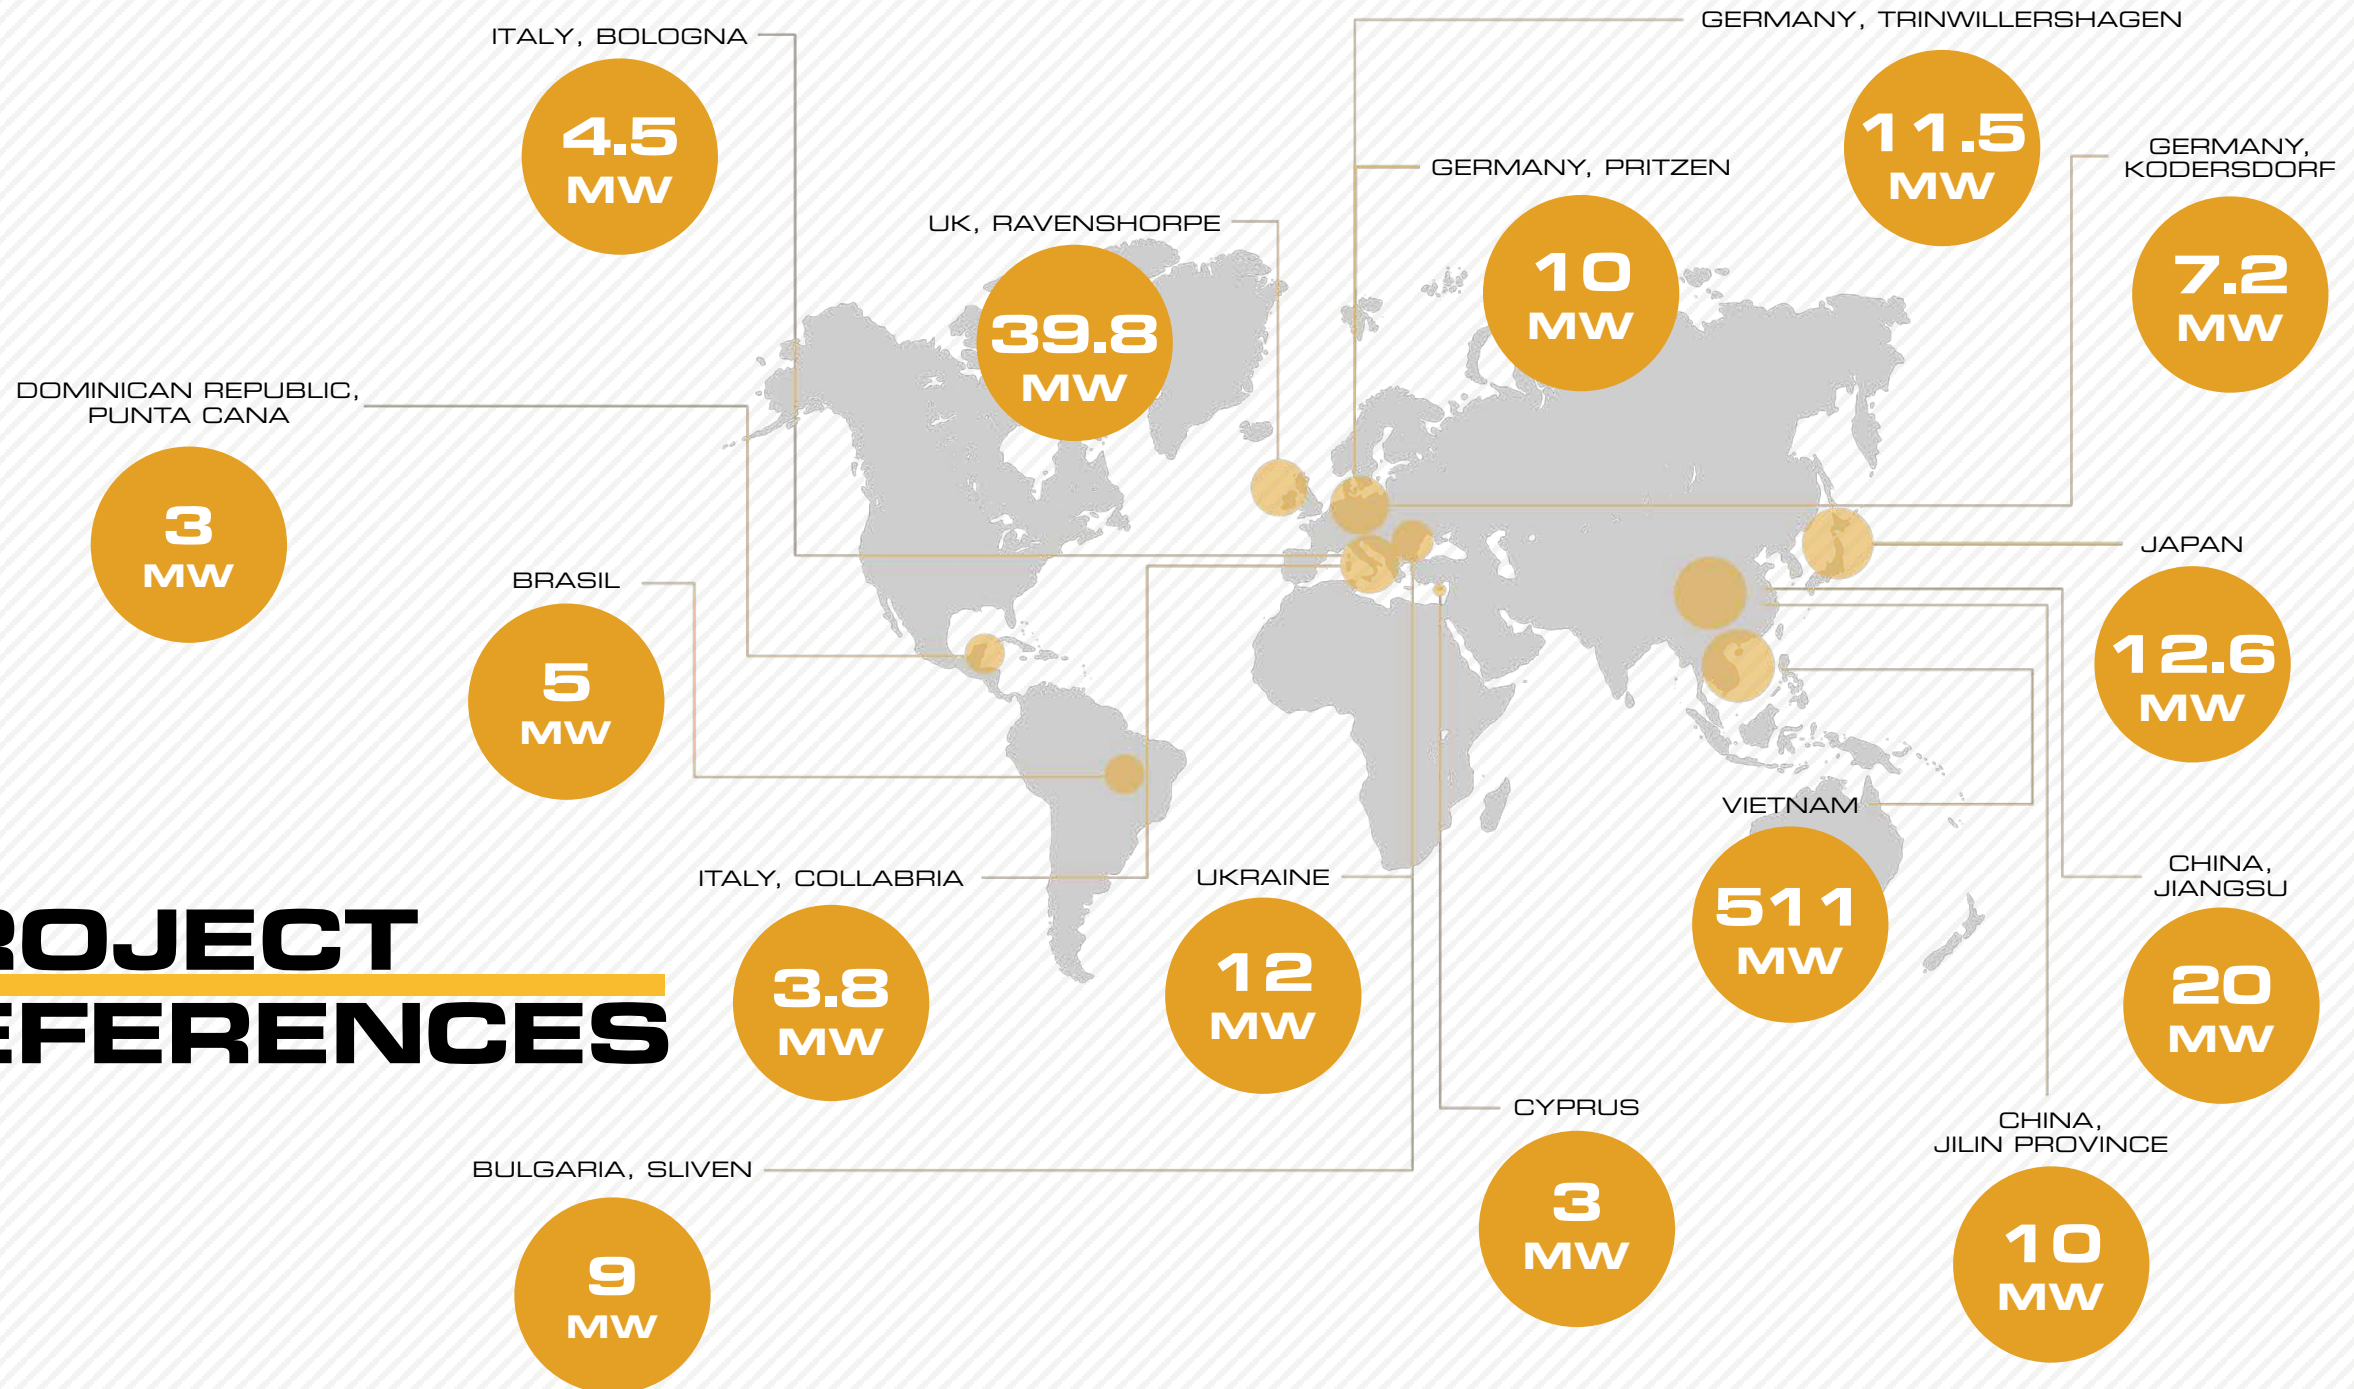 GERMANY, TRINWILLERSHAGEN
11.5
MW
ITALY, BOLOGNA
4.5
MW
GERMANY, PRITZEN
10
MW
GERMANY,
KODERSDORF
7.2
MW
UK, RAVENSHORPE
39.8
MW
DOMINICAN REPUBLIC,
PUNTA CANA
3
MW
BRASIL
5
MW
JAPAN
12.6
MW
VIETNAM
511
MW
CHINA,
JIANGSU
20
MW
ITALY, COLLABRIA
3.8
MW
UKRAINE
12
MW
ROJECT
EFERENCES
CYPRUS
3
MW
CHINA,
JILIN PROVINCE
10
MW
BULGARIA, SLIVEN
9
MW